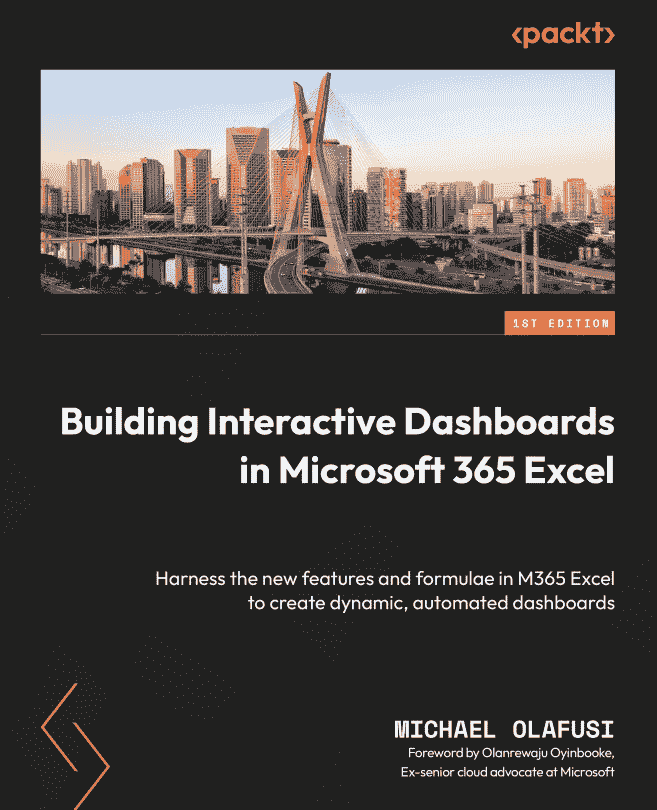 <packt>
1ST EDITION
Building Interactive Dashboards
in Microsoft 365 Excel
Harness the new features and formulae in M365 Excel
to create dynamic, automated dashboards
MICHAEL OLAFUSI
Foreword by Olanrewaju Oyinbooke,
Ex-senior cloud advocate at Microsoft